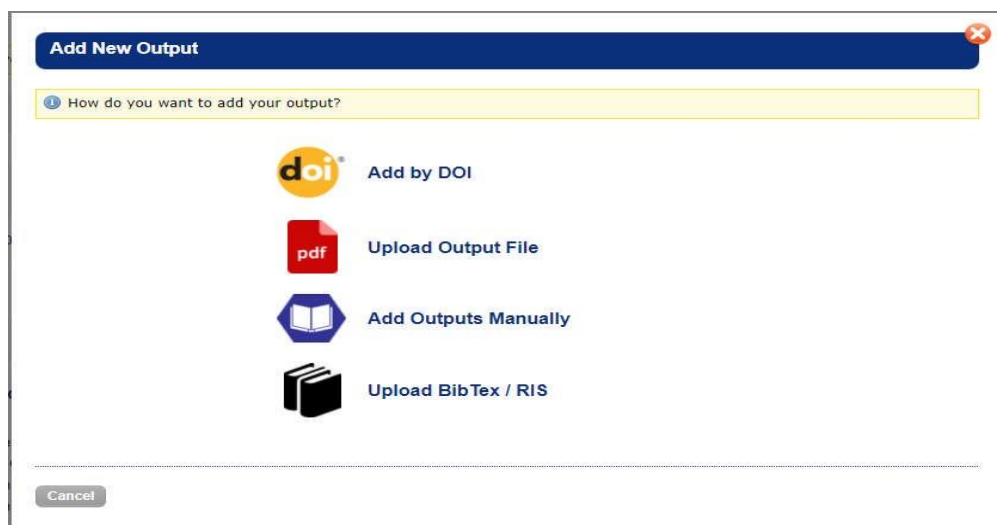 Add New Output
How do you want to add your output?
doi Add by DOI
pdf Upload Output File
Add Outputs Manually
Upload BibTex / RIS
Cancel